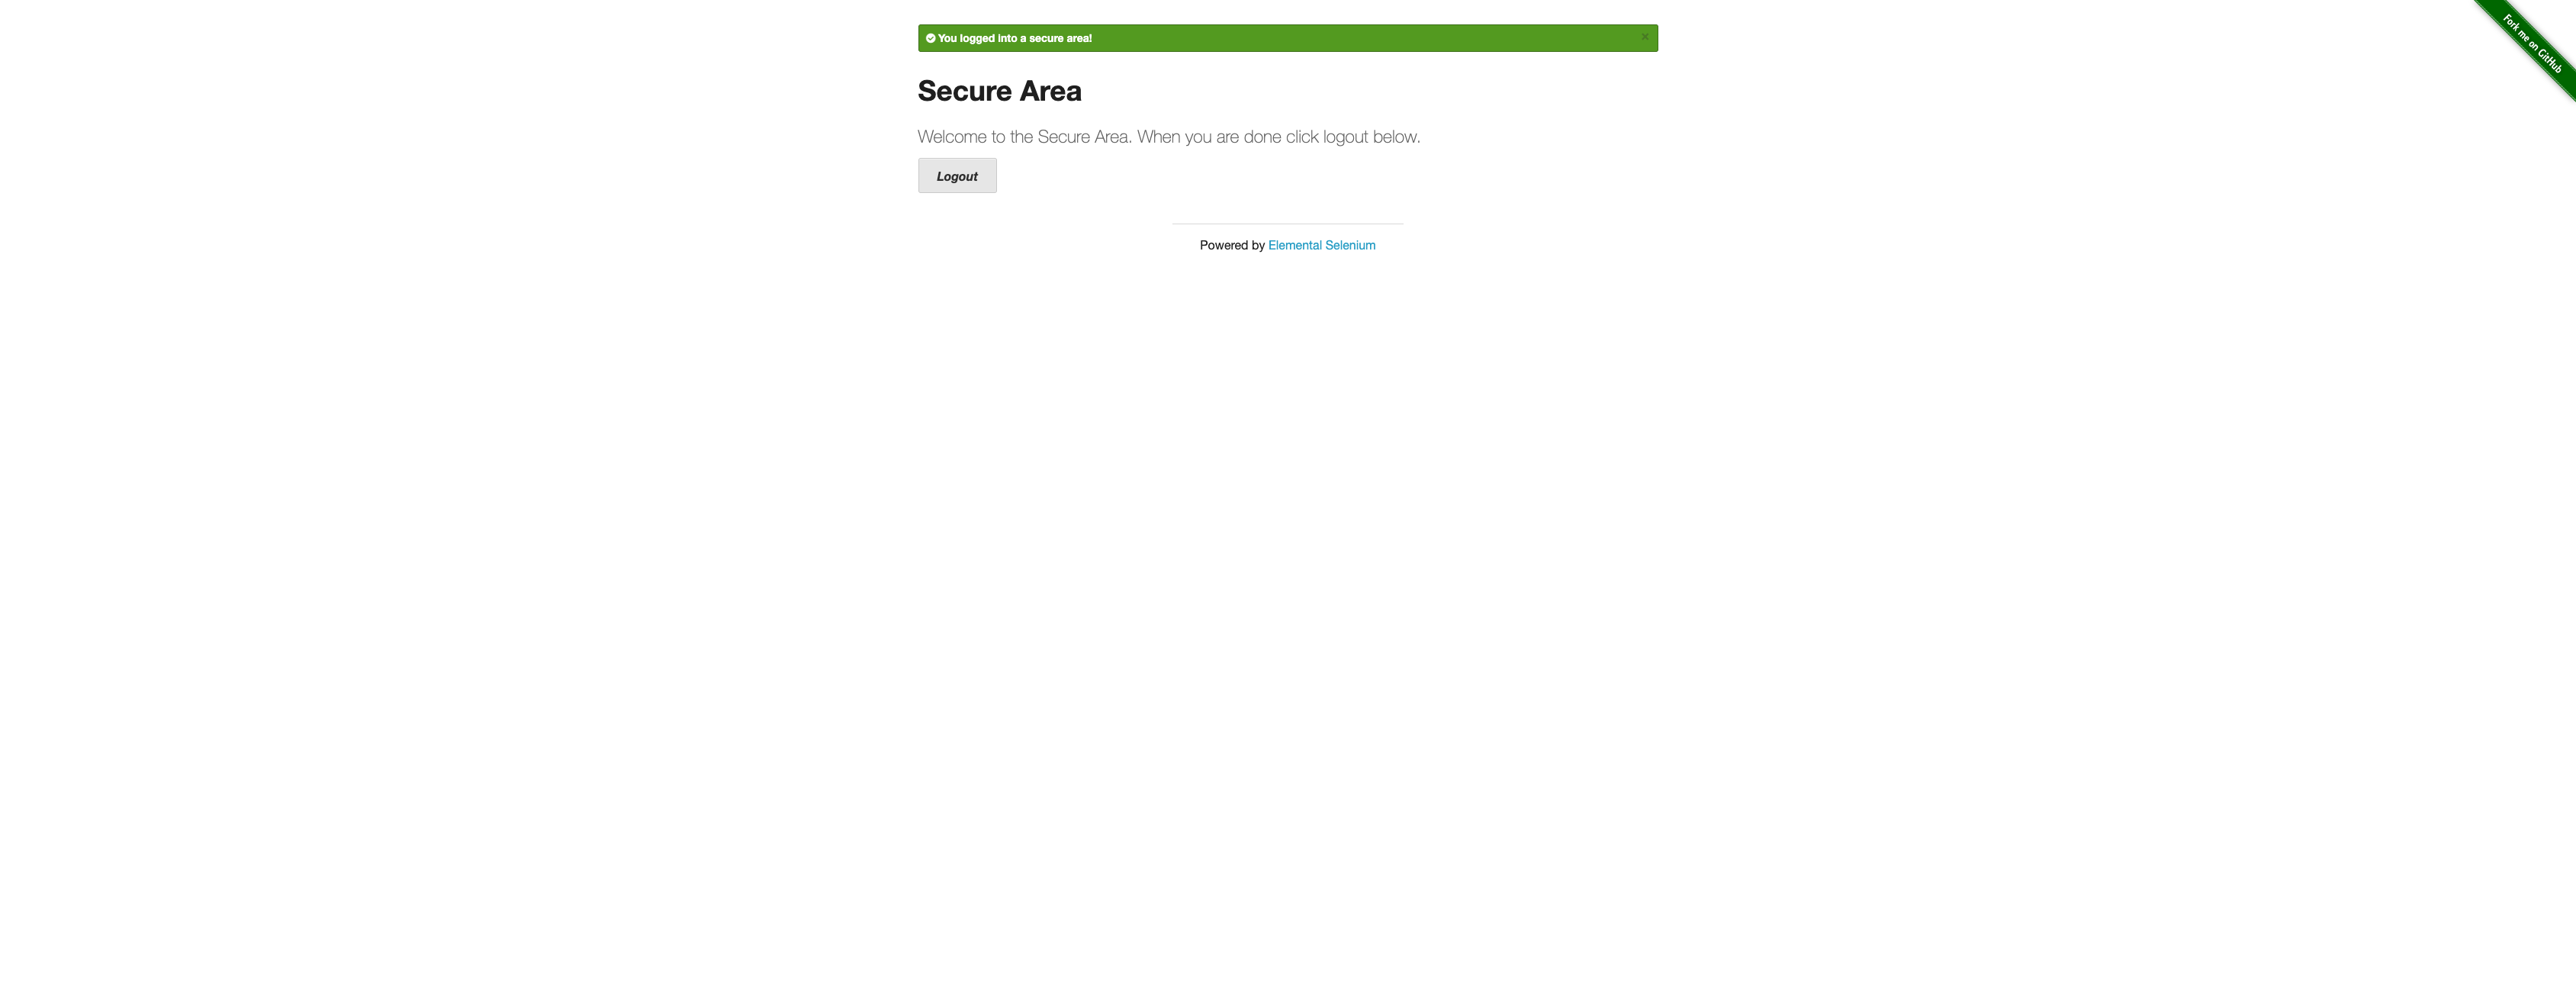 You logged into a secure area!
×
Fork me on GitHub
Secure Area
Welcome to the Secure Area. When you are done click logout below.
Logout
Powered by Elemental Selenium